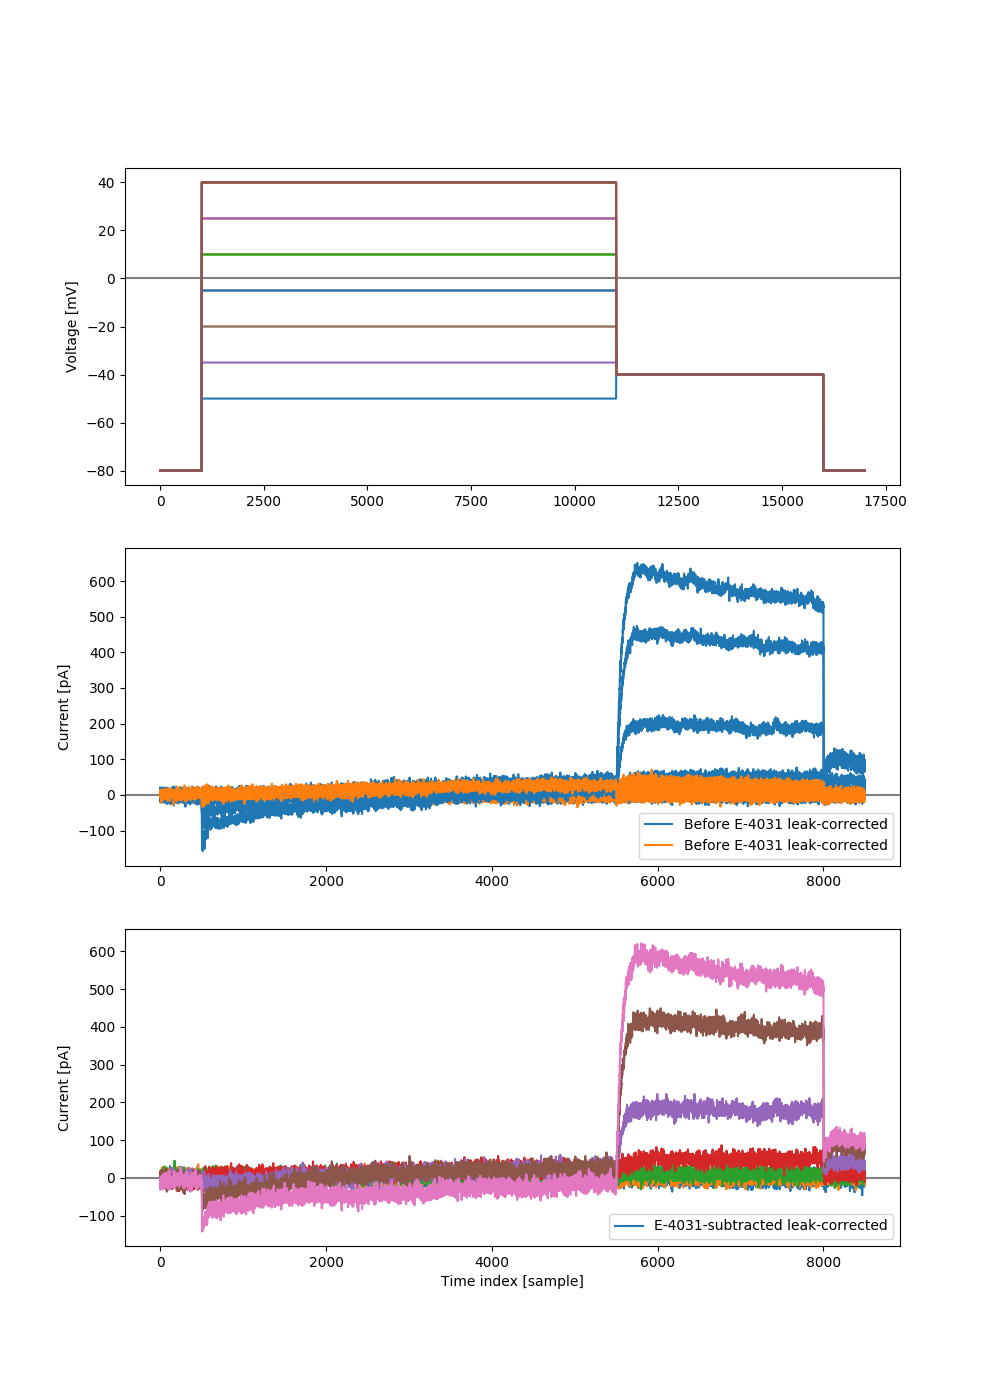 Voltage [mV]
40
20
0
−20
−40
−60
−80
0 2500 5000 7500 10000 12500 15000 17500
Current [pA]
600
500
400
300
200
100
0
−100
Before E-4031 leak-corrected
Before E-4031 leak-corrected
0 2000 4000 6000 8000
Current [pA]
600
500
400
300
200
100
0
−100
E-4031-subtracted leak-corrected
0 2000 4000 6000 8000
Time index [sample]